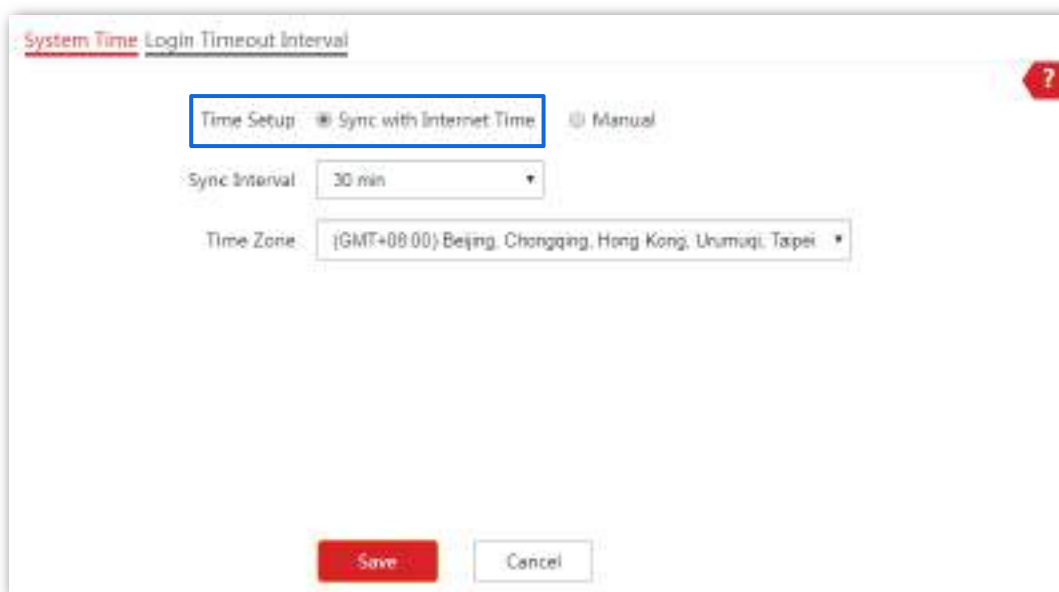 System Time Login Timeout Interval
?
Time Setup Sync with Internet Time Manual
Sync Interval 30 min
Time Zone (GMT+08:00) Beijing, Chongqing, Hong Kong, Urumuqi, Taipei
Save Cancel